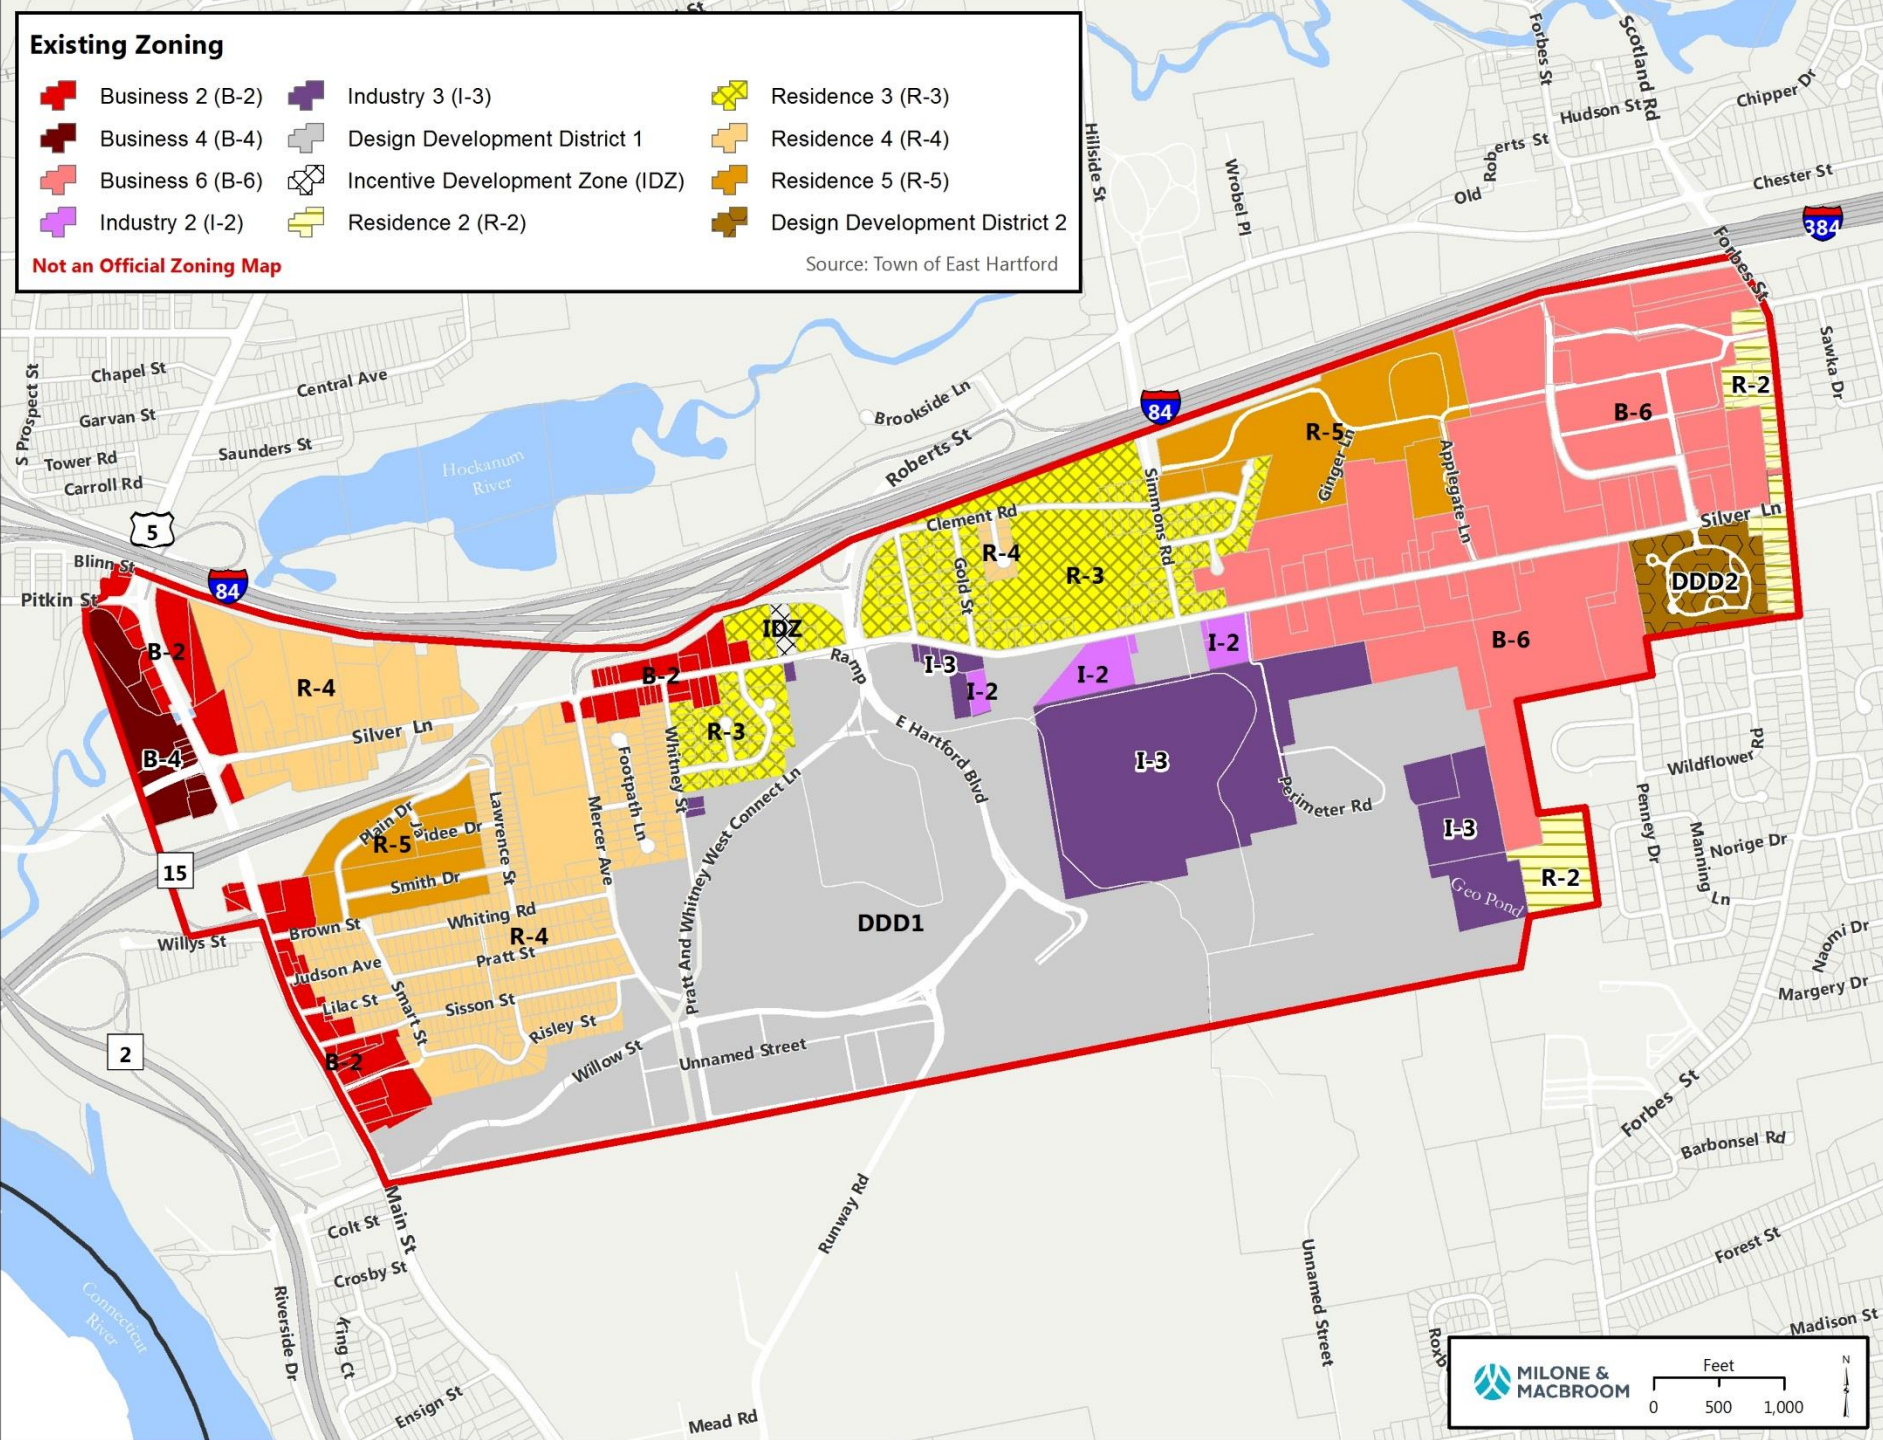 St
Existing Zoning
Business 2 (B-2)
Business 4 (B-4)
Business 6 (B-6)
Industry 2 (I-2)
Industry 3 (I-3)
Design Development District 1
Incentive Development Zone (IDZ)
Residence 2 (R-2)
Residence 3 (R-3)
Residence 4 (R-4)
Residence 5 (R-5)
Design Development District 2
Not an Official Zoning Map
Source: Town of East Hartford
Forbes St
Scotland Rd
Chipper Dr
Hudson St
Roberts St
Old
Chester St
Hillside St
Wrobel Pl
384
Forbes St
Sawka Dr
S Prospect St
Chapel St
Central Ave
Garvan St
Saunders St
Tower Rd
Carroll Rd
Hockanum
River
Brookside Ln
Roberts St
84
R-5
Ginger Ln
Applegate Ln
B-6
R-2
Silver Ln
5
Blinn St
Pitkin St
84
Clement Rd
Simmons Rd
R-4
Gold St
R-3
DDD2
B-2
R-4
B-4
Silver Ln
B-2
IDZ
Ramp
I-3
I-2
I-2
I-2
B-6
R-3
Whitney St
Footpath Ln
Mercer Ave
Lawrence St
E Hartford Blvd
I-3
Perimeter Rd
I-3
Geo Pond
R-2
Wildflower Rd
Penney Dr
Manning Ln
Norige Dr
Naomi Dr
Margery Dr
Plain Dr
Jaidee Dr
R-5
Smith Dr
15
Willys St
Brown St
Whiting Rd
R-4
Pratt St
Judson Ave
Lilac St
Smart St
Sisson St
Risley St
B-2
Pratt And Whitney West Connect Ln
DDD1
Willow St
Unnamed Street
2
Forbes St
Barbonsel Rd
Main St
Colt St
Crosby St
King Ct
Riverside Dr
Ensign St
Connecticut
River
Runway Rd
Mead Rd
Unnamed Street
Forest St
Madison St
Roxb
MILONE &
MACBROOM
Feet
0 500 1,000
N